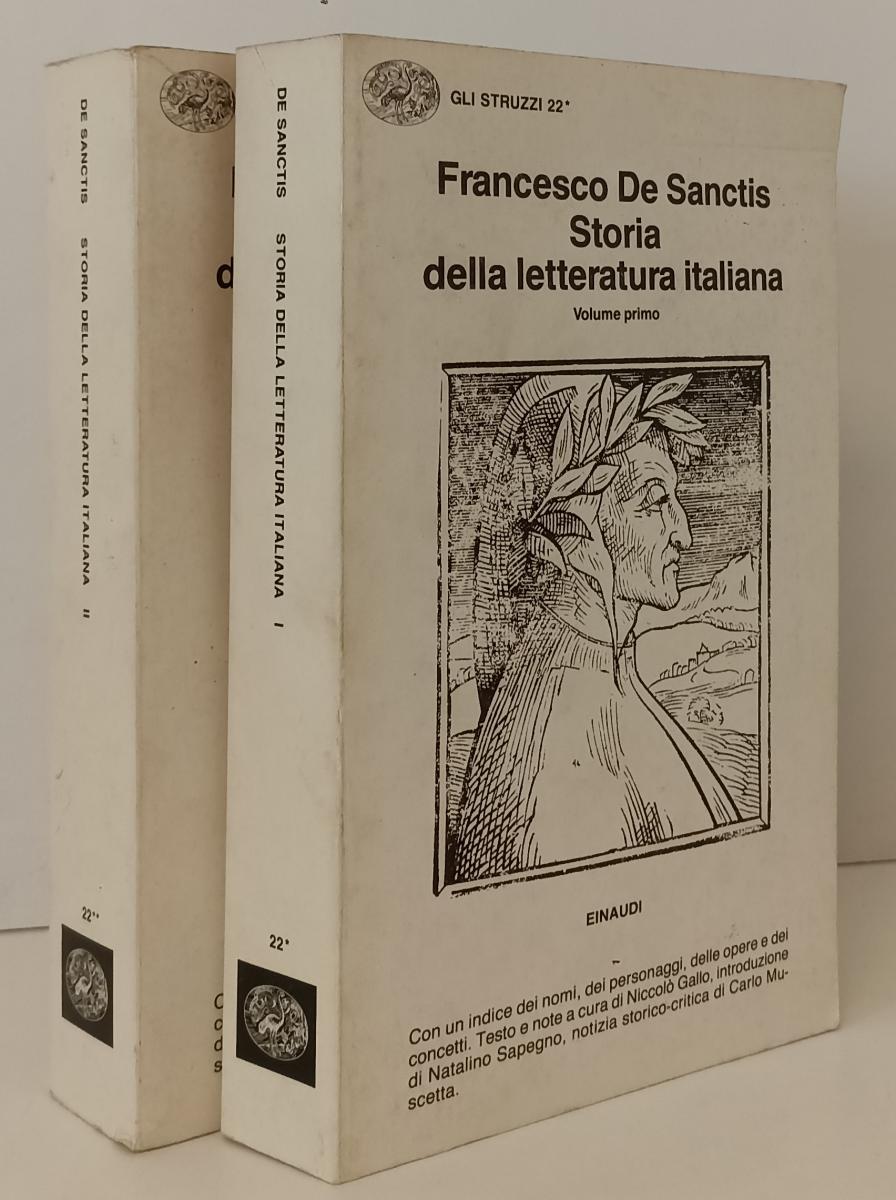 DE SANCTIS STORIA DELLA LETTERATURA ITALIANA II
22**
d
c
d
s
DE SANCTIS STORIA DELLA LETTERATURA ITALIANA I
22*
GLI STRUZZI 22*
Francesco De Sanctis
Storia
della letteratura italiana
Volume primo
EINAUDI
Con un indice dei nomi, dei personaggi, delle opere e dei
concetti. Testo e note a cura di Niccolò Gallo, introduzione
di Natalino Sapegno, notizia storico-critica di Carlo Mu-
scetta.